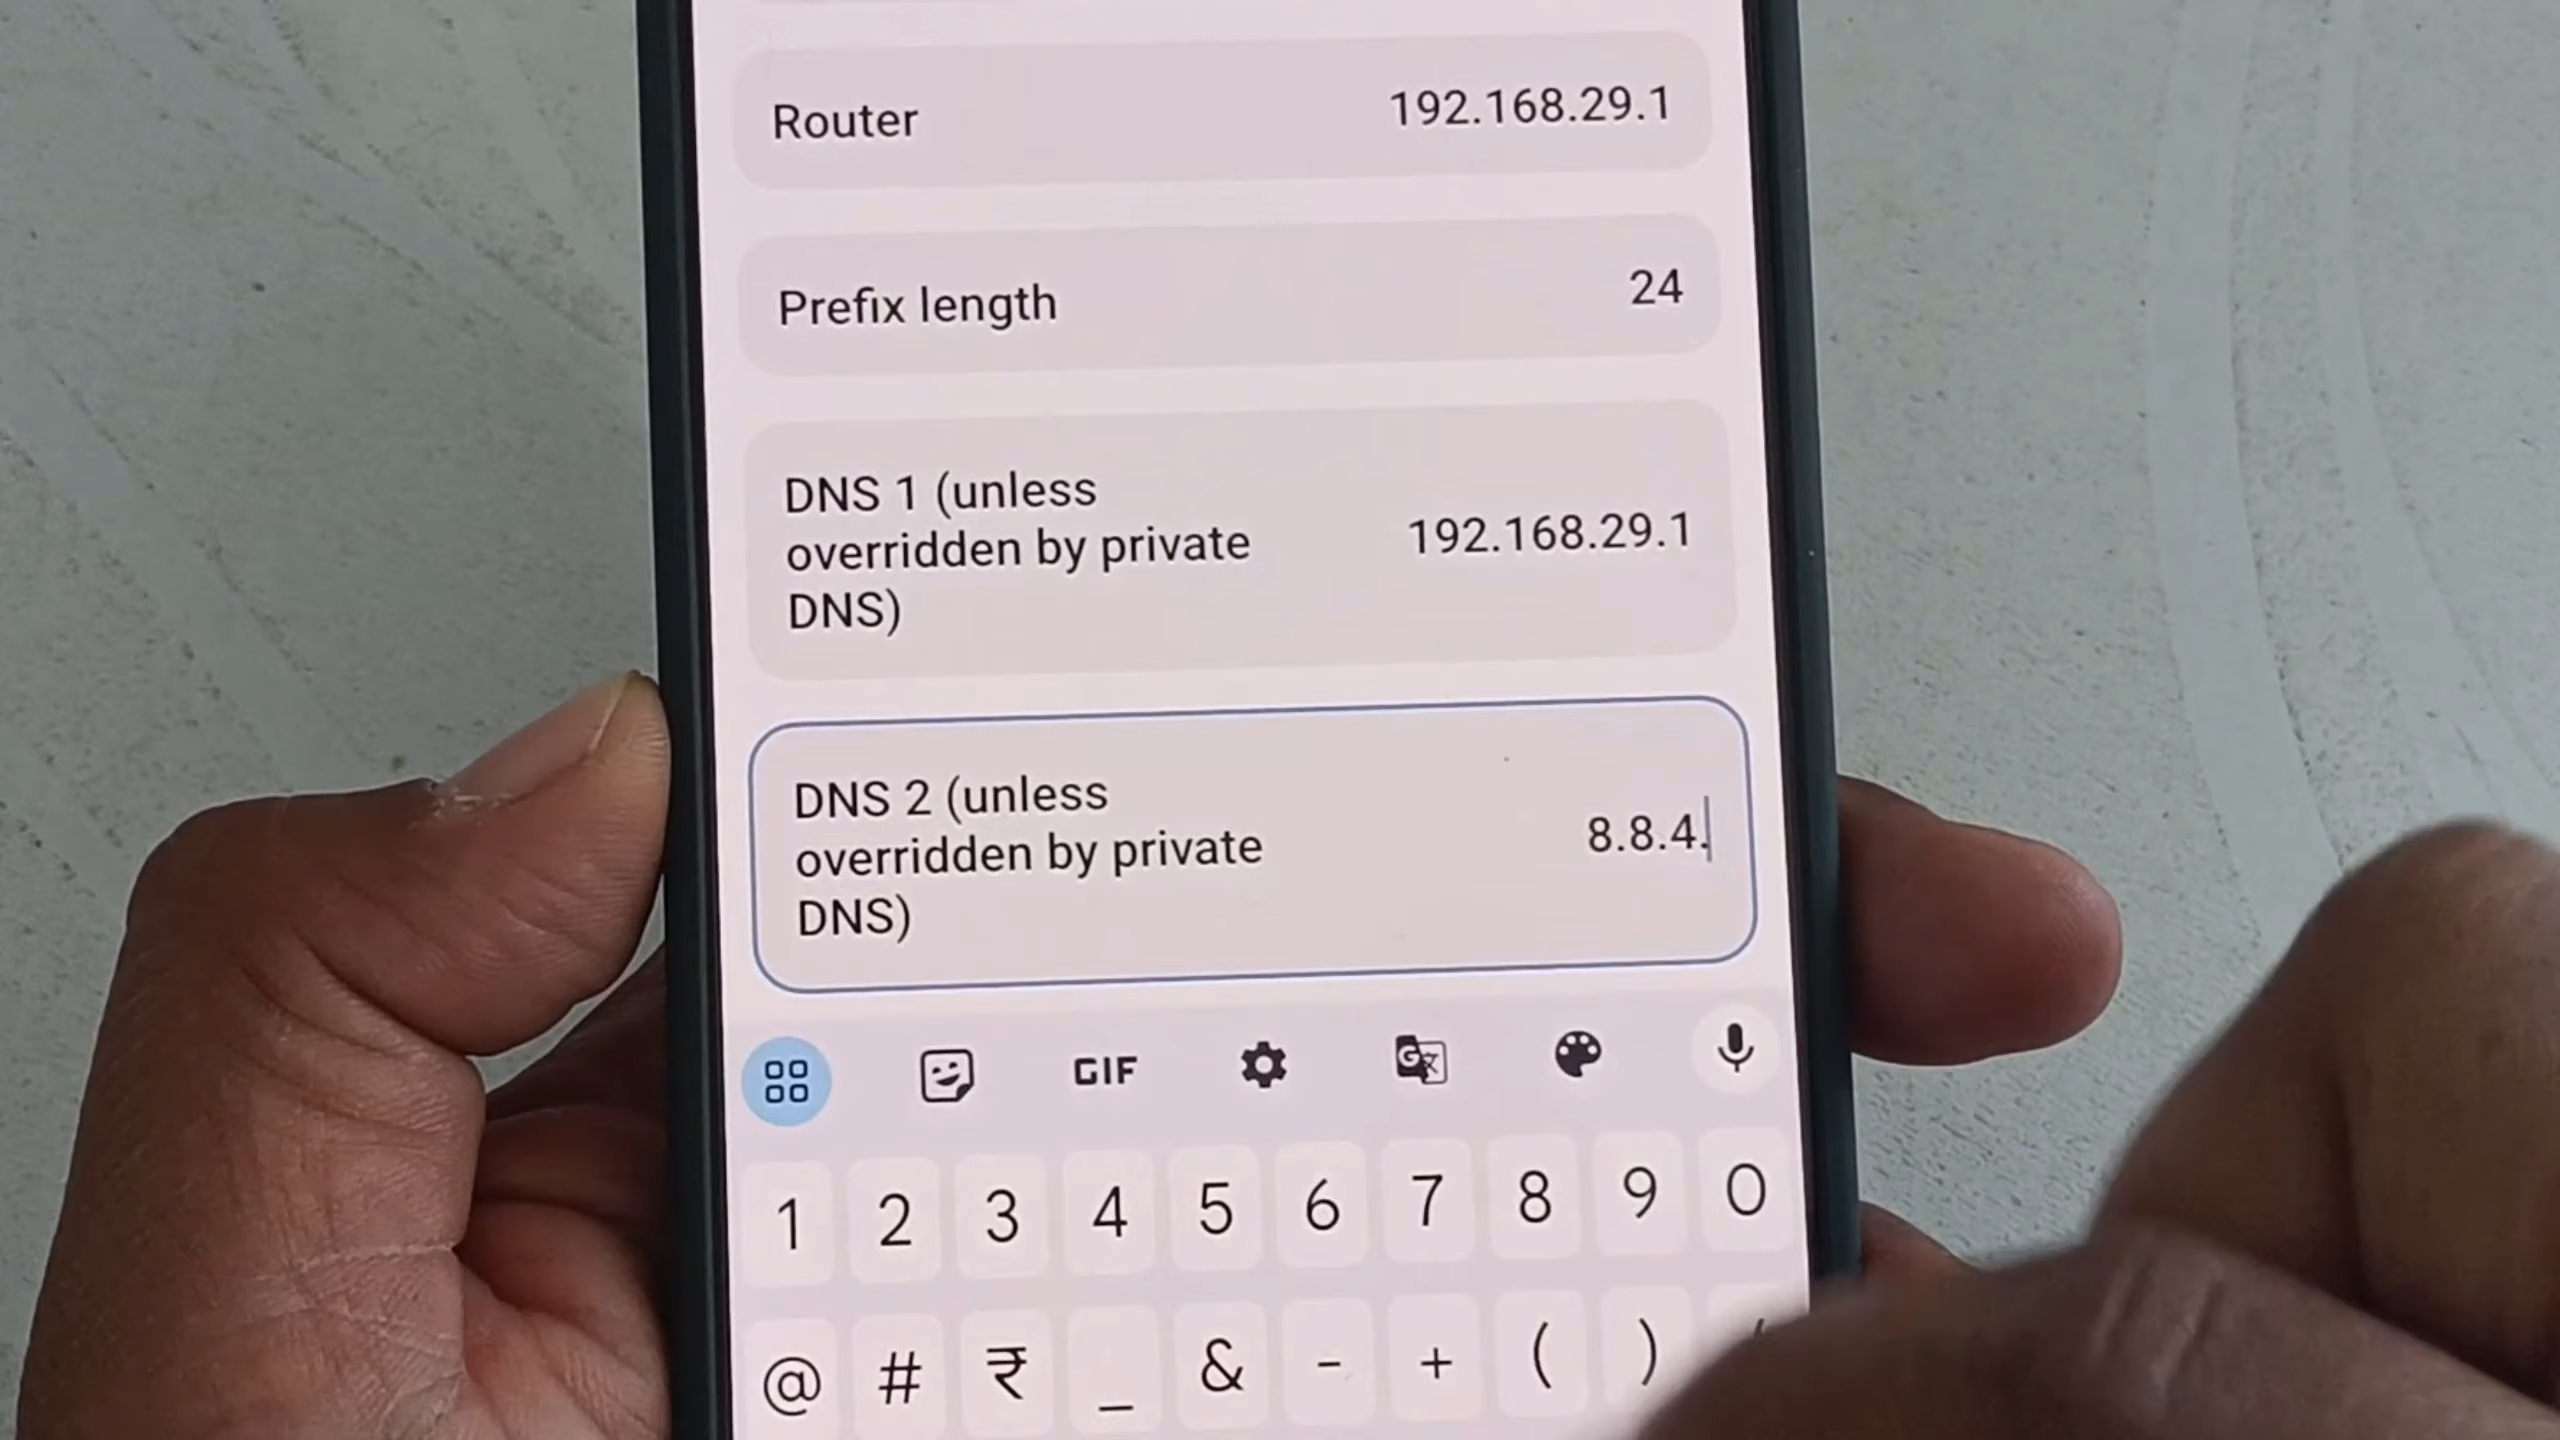 Router 192.168.29.1
Prefix length 24
DNS 1 (unless
overridden by private 192.168.29.1
DNS)
DNS 2 (unless
overridden by private 8.8.4.
DNS)
GIF
1 2 3 4 5 6 7 8 9 0
@ # ₹ _ & - + ( )